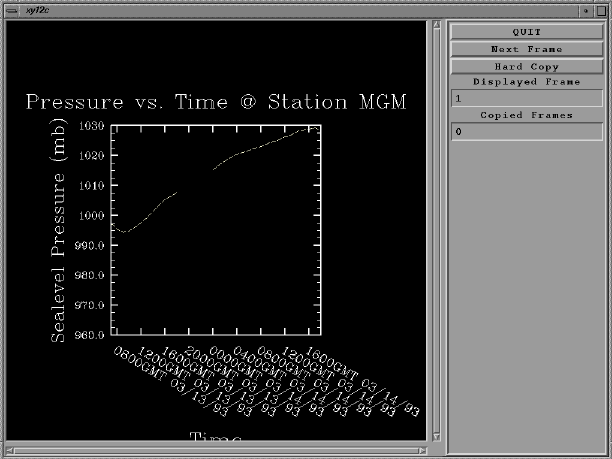 xy12c
QUIT
Next Frame
Hard Copy
Displayed Frame
1
Copied Frames
0
Pressure vs. Time @ Station MGM
Sealevel Pressure (mb)
1030
1020
1010
1000
990.0
980.0
970.0
960.0
0800GMT 03/13/93
1200GMT 03/13/93
1600GMT 03/13/93
2000GMT 03/13/93
0000GMT 03/14/93
0400GMT 03/14/93
0800GMT 03/14/93
1200GMT 03/14/93
1600GMT 03/14/93
Time